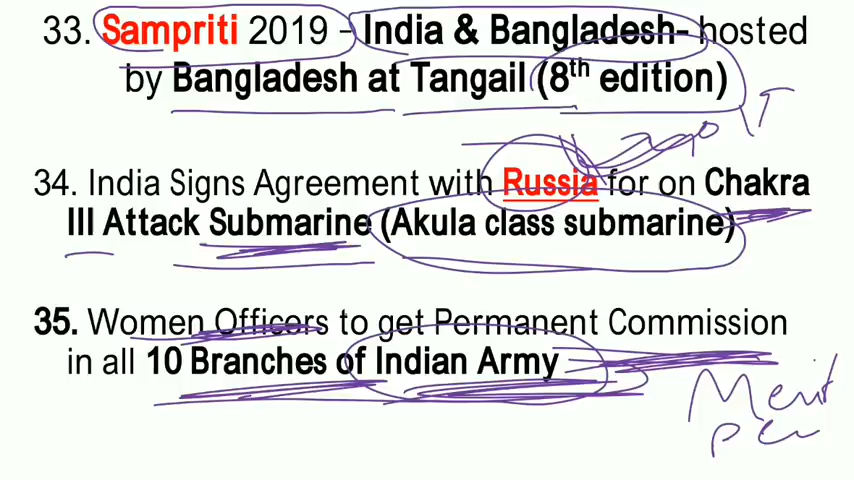 33. Sampriti 2019 - India & Bangladesh- hosted
by Bangladesh at Tangail (8th edition)
34. India Signs Agreement with Russia for on Chakra
III Attack Submarine (Akula class submarine)
35. Women Officers to get Permanent Commission
in all 10 Branches of Indian Army